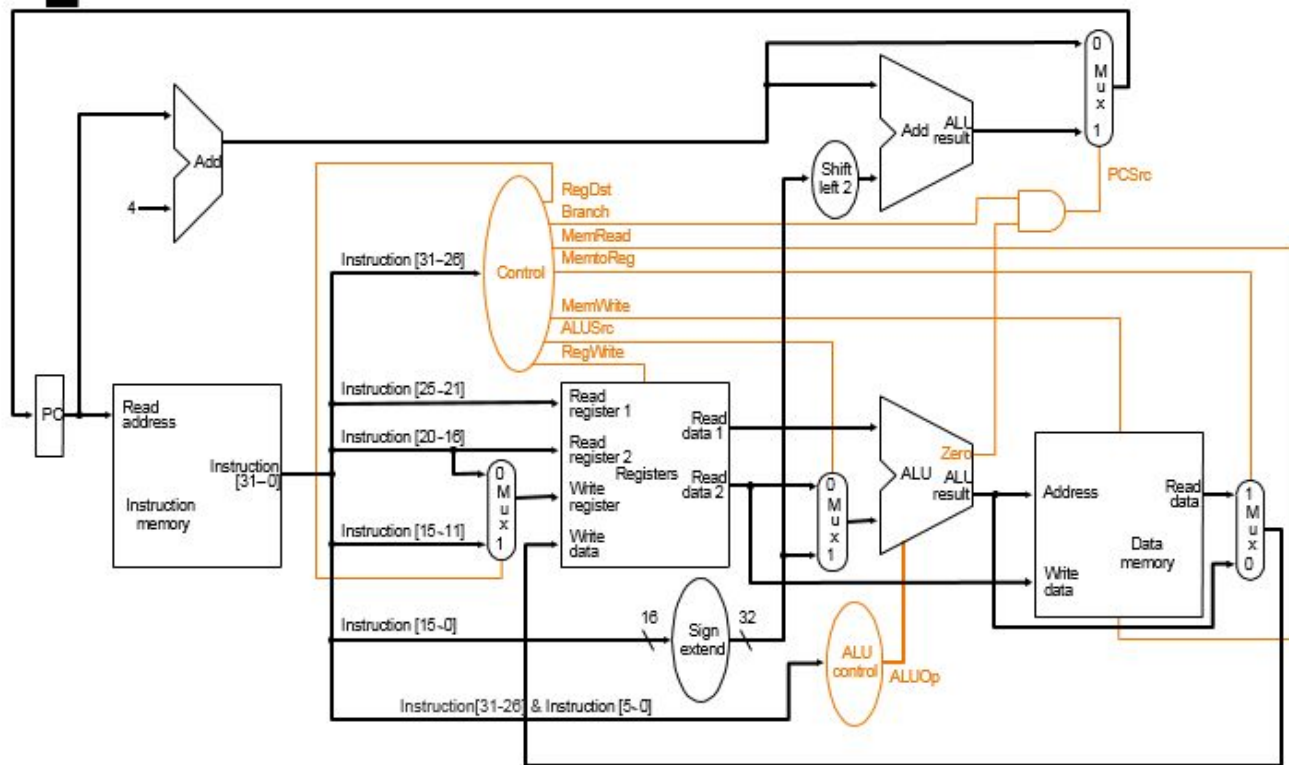 0
M
u
x
1
Add
ALU
result
Add
Shift
left 2
PCSrc
4
RegDst
Branch
MemRead
MemtoReg
Control
MemWrite
ALUSrc
RegWrite
Instruction [31–26]
Instruction [25–21]
Instruction [20–16]
Instruction [15–11]
Instruction [15–0]
PC
Read
address
Instruction
[31–0]
Instruction
memory
0
M
u
x
1
Read
register 1
Read
register 2
Write
register
Write
data
Registers
Read
data 1
Read
data 2
0
M
u
x
1
Zero
ALU
ALU
result
Address
Write
data
Read
data
Data
memory
1
M
u
x
0
16
Sign
extend
32
ALU
control
ALUOp
Instruction[31-26] & Instruction [5–0]